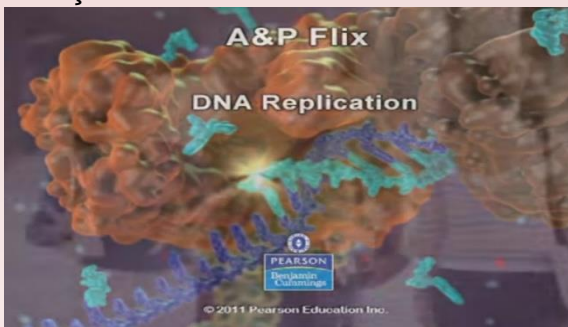 A&P Flix
DNA Replication
PEARSON
Benjamin
Cummings
© 2011 Pearson Education Inc.